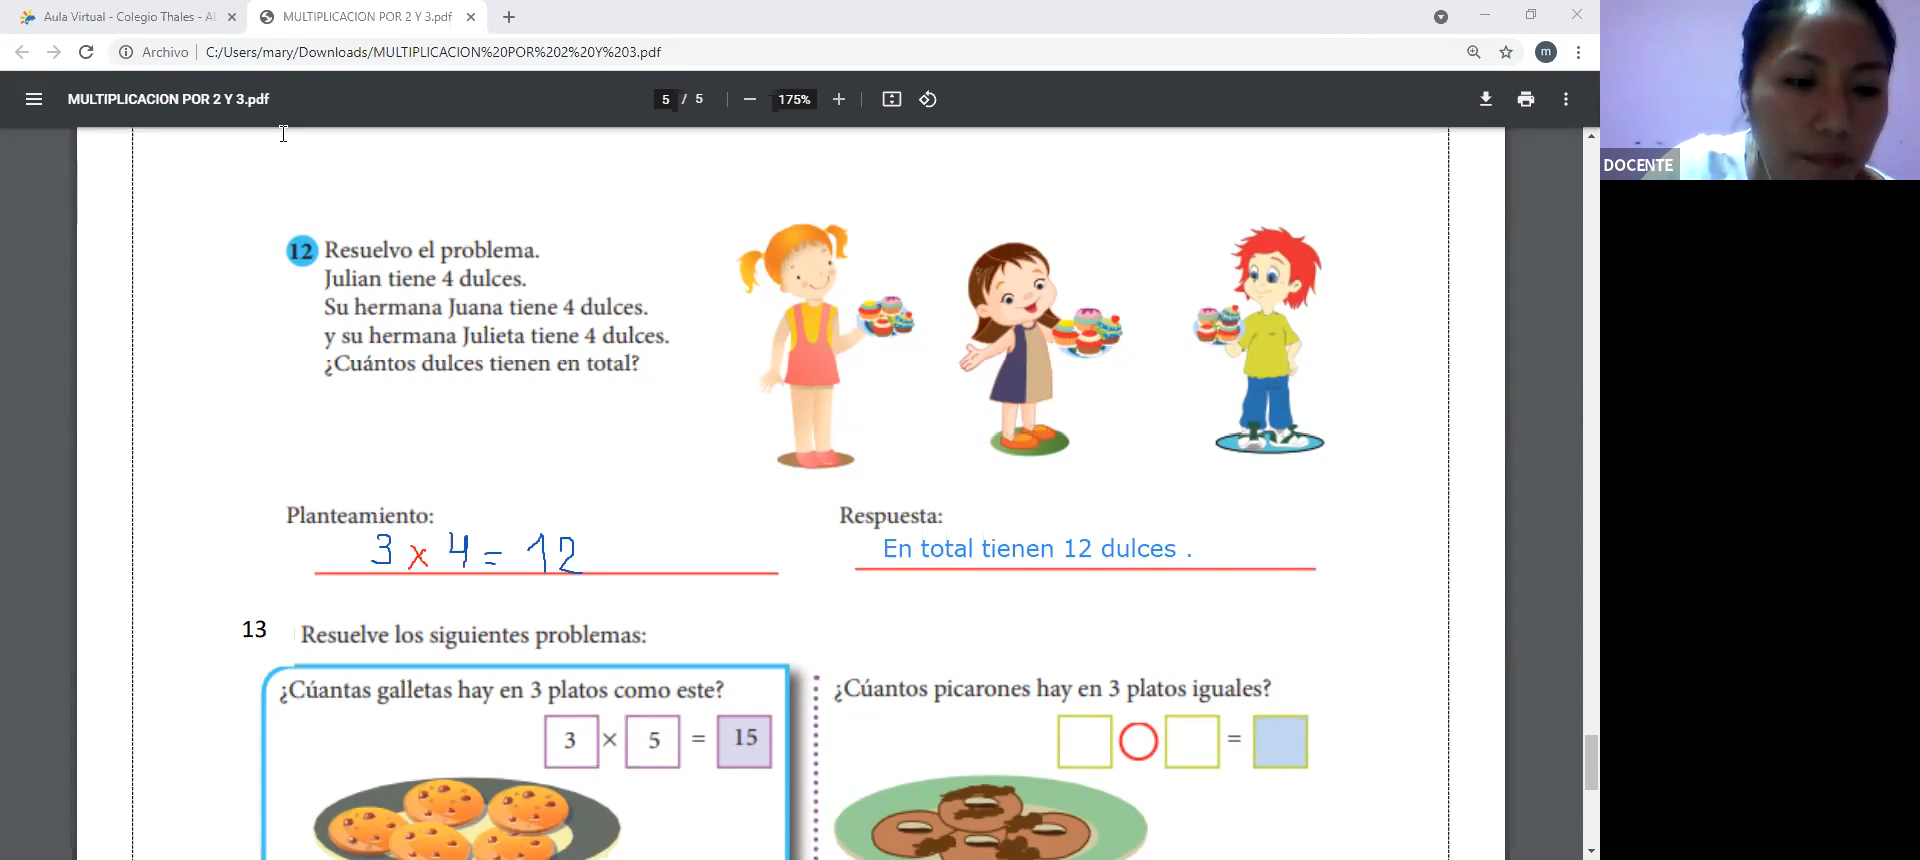 Aula Virtual - Colegio Thales - A
MULTIPLICACION POR 2 Y 3.pdf
Archivo
C:/Users/mary/Downloads/MULTIPLICACION%20POR%202%20Y%203.pdf
m
MULTIPLICACION POR 2 Y 3.pdf
5 / 5
175%
DOCENTE
12 Resuelvo el problema.
Julian tiene 4 dulces.
Su hermana Juana tiene 4 dulces.
y su hermana Julieta tiene 4 dulces.
¿Cuántos dulces tienen en total?
Planteamiento:
3 x 4 = 12
Respuesta:
En total tienen 12 dulces .
13 Resuelve los siguientes problemas:
¿Cúantas galletas hay en 3 platos como este?
3 × 5 = 15
¿Cúantos picarones hay en 3 platos iguales?
=